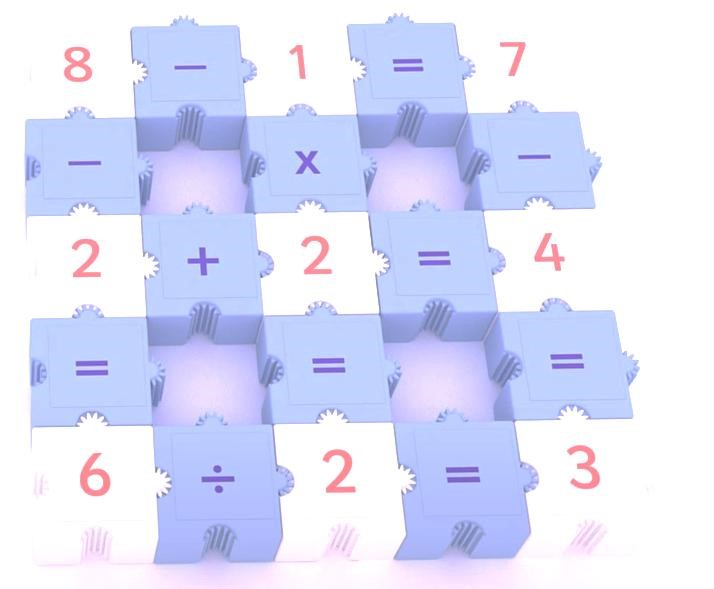 8 − 1 = 7
− x −
2 + 2 = 4
= = =
6 ÷ 2 = 3